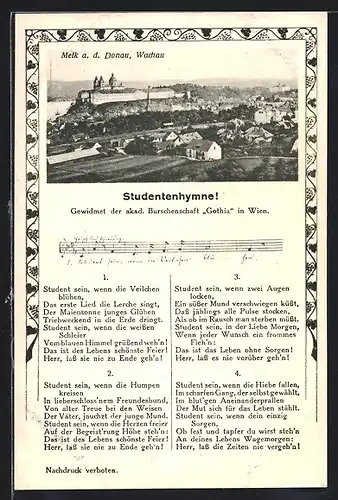 Melk a. d. Donau, Wachau
Studentenhymne!
Gewidmet der akad. Burschenschaft „Gothia" in Wien.
1.
Student sein, wenn die Veilchen
blühen,
Das erste Lied die Lerche singt,
Der Maientonne junges Glühen
Triebweckend in die Erde dringt.
Student sein, wenn die weißen
Schleier
Vom blauen Himmel grüßend weh'n!
Das ist des Lebens schönste Feier!
Herr, laß sie nie zu Ende geh'n!
2.
Student sein, wenn die Humpen
kreisen
In lieberschloss'nem Freundesbund,
Von alter Treue bei den Weisen
Der Väter, jauchzt der junge Mund.
Student sein, wenn die Herzen freier
Auf der Begeist'rung Höhe steh'n:
Das ist des Lebens schönste Feier!
Herr, laß sie nie zu Ende geh'n!
3.
Student sein, wenn zwei Augen
locken,
Ein süßer Mund verschwiegen küßt,
Daß jählings alle Pulse stocken,
Als ob im Rausch man sterben müßt.
Student sein, in der Liebe Morgen,
Wenn jeder Wunsch ein frommes
Fleh'n:
Das ist das Leben ohne Sorgen!
Herr, laß es nie vorüber geh'n!
4.
Student sein, wenn die Hiebe fallen,
Im scharfen Gang, der selbst gewählt,
Im blut'gen Aneinanderprallen
Der Mut sich für das Leben stählt.
Student sein, wenn dein einzig
Sorgen,
Ob fest und tapfer du wirst steh'n
An deines Lebens Wagemorgen:
Herr, laß die Zeiten nie vergeh'n!
Nachdruck verboten.